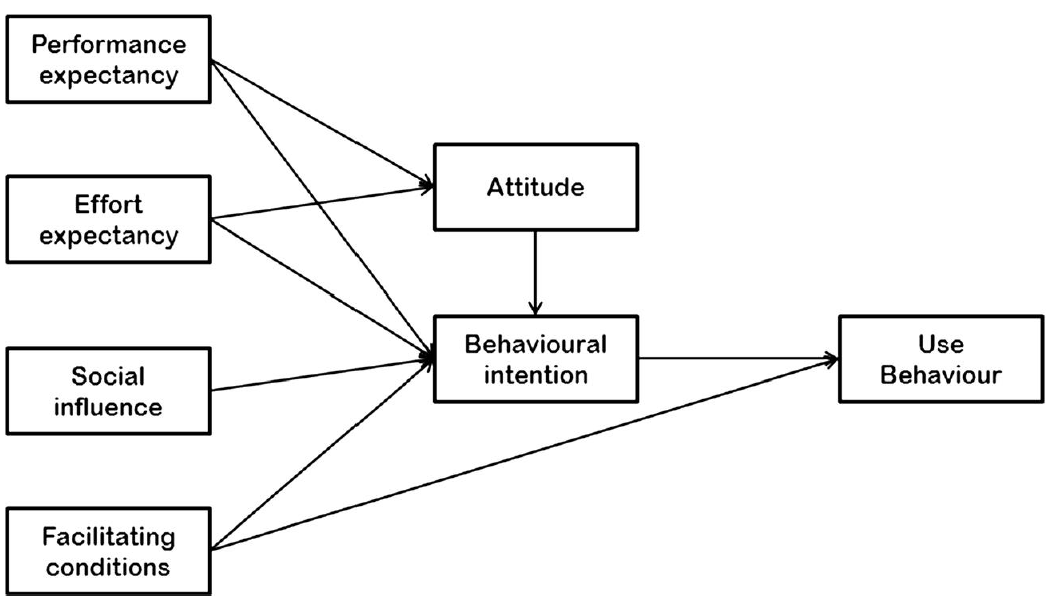 Performance
expectancy
Effort
expectancy
Social
influence
Facilitating
conditions
Attitude
Behavioural
intention
Use
Behaviour